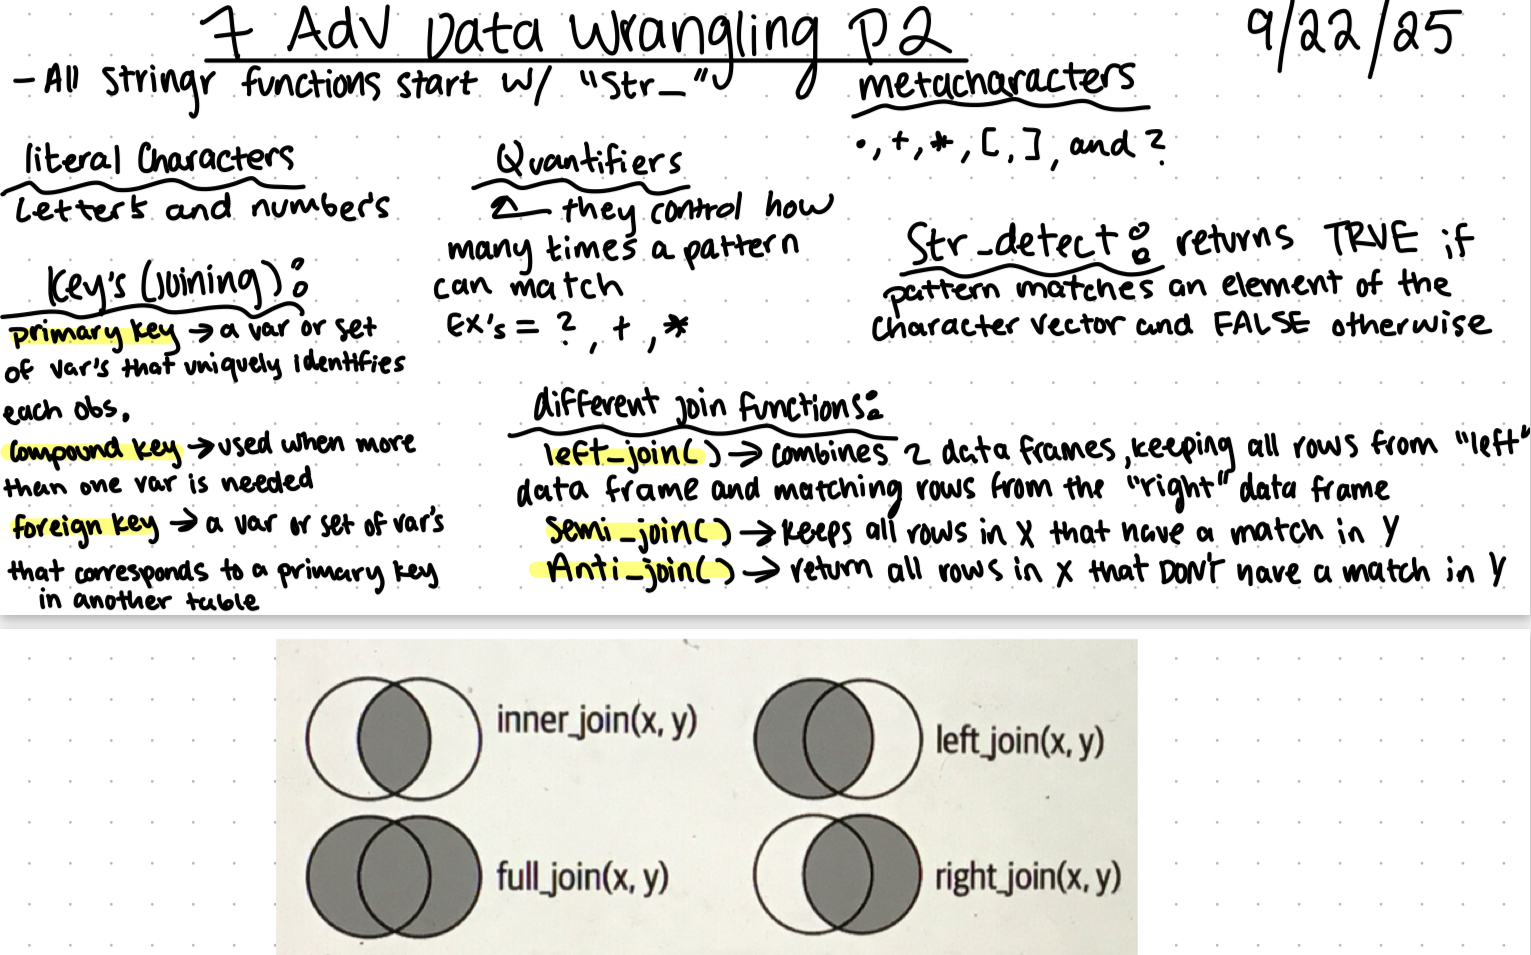 7 Adv Data Wrangling P2
9/22/25
- All stringr functions start w/ "Str_"
metacharacters
., +, *, [, ], and ?
literal Characters
Letters and number's
Quantifiers
they control how
many times a pattern
can match
Ex's = ?, +, *
Str_detect: returns TRUE if
pattern matches an element of the
character vector and FALSE otherwise
Key's (joining):
primary key → a var or set
of var's that uniquely identifies
each obs.
compound key → used when more
than one var is needed
foreign key → a var or set of var's
that corresponds to a primary key
in another table
different join functions:
left_join() → combines 2 data frames, keeping all rows from "left"
data frame and matching rows from the "right" data frame
Semi_join() → keeps all rows in X that have a match in Y
Anti_join() → return all rows in X that DON'T have a match in Y
inner_join(x, y)
left_join(x, y)
full_join(x, y)
right_join(x, y)